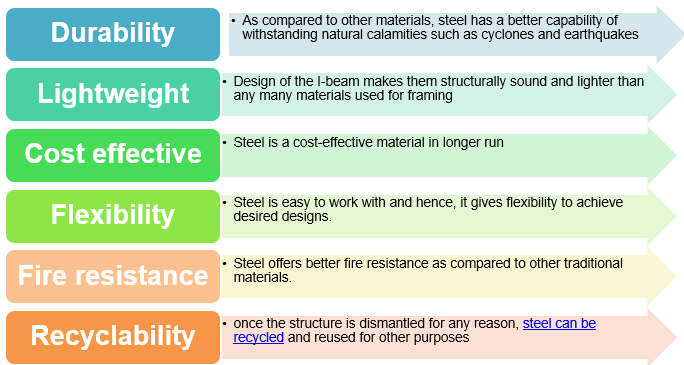 Durability
• As compared to other materials, steel has a better capability of
withstanding natural calamities such as cyclones and earthquakes
Lightweight
• Design of the I-beam makes them structurally sound and lighter than
any many materials used for framing
Cost effective
• Steel is a cost-effective material in longer run
Flexibility
• Steel is easy to work with and hence, it gives flexibility to achieve
desired designs.
Fire resistance
• Steel offers better fire resistance as compared to other traditional
materials.
Recyclability
• once the structure is dismantled for any reason, steel can be
recycled and reused for other purposes